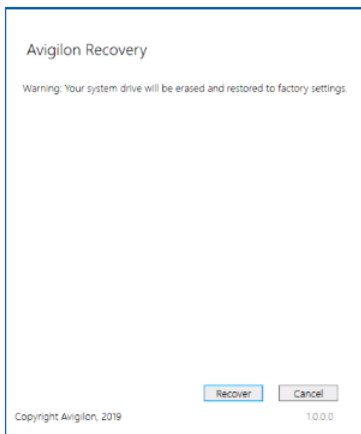 Avigilon Recovery
Warning: Your system drive will be erased and restored to factory settings.
Recover
Cancel
Copyright Avigilon, 2019
1.0.0.0